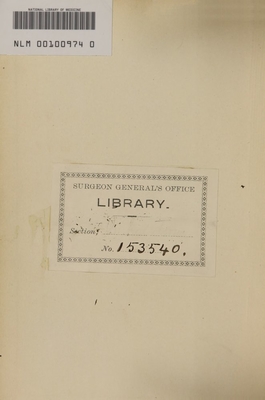 NATIONAL LIBRARY OF MEDICINE
NLM 00100974 0
SURGEON GENERAL'S OFFICE
LIBRARY.
Section,
No. 153540.